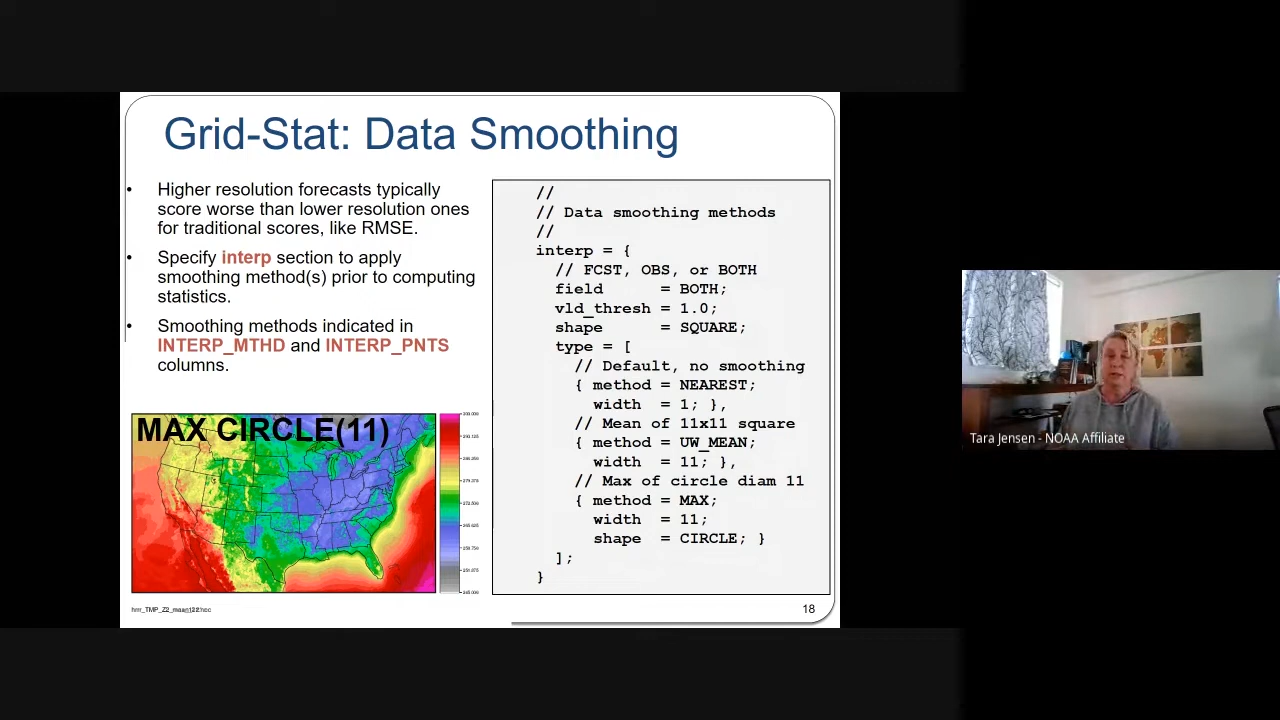 Grid-Stat: Data Smoothing
• Higher resolution forecasts typically
score worse than lower resolution ones
for traditional scores, like RMSE.
• Specify interp section to apply
smoothing method(s) prior to computing
statistics.
• Smoothing methods indicated in
INTERP_MTHD and INTERP_PNTS
columns.
MAX CIRCLE(11)
//
// Data smoothing methods
//
interp = {
// FCST, OBS, or BOTH
field = BOTH;
vld_thresh = 1.0;
shape = SQUARE;
type = [
// Default, no smoothing
{ method = NEAREST;
width = 1; },
// Mean of 11x11 square
{ method = UW_MEAN;
width = 11; },
// Max of circle diam 11
{ method = MAX;
width = 11;
shape = CIRCLE; }
];
}
18
Tara Jensen - NOAA Affiliate